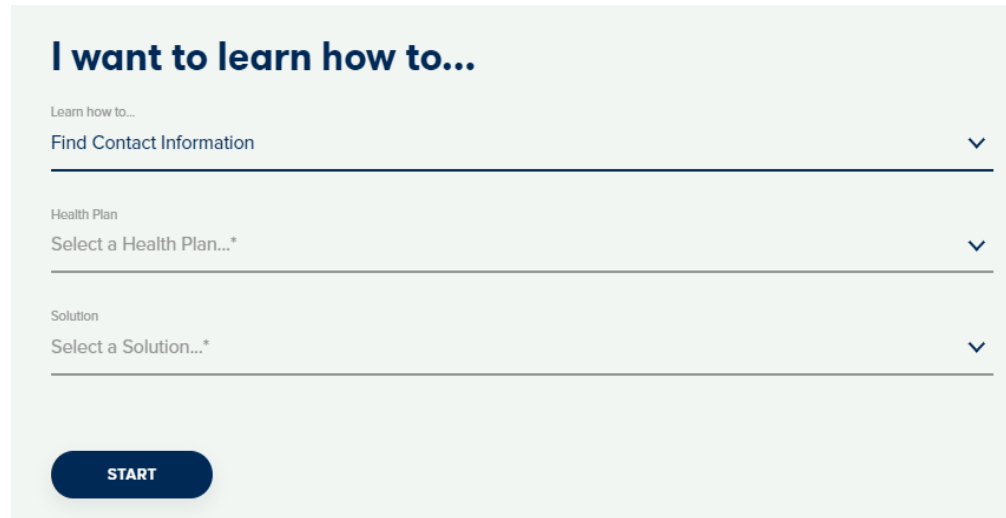 I want to learn how to...
Learn how to...
Find Contact Information
Health Plan
Select a Health Plan...*
Solution
Select a Solution...*
START